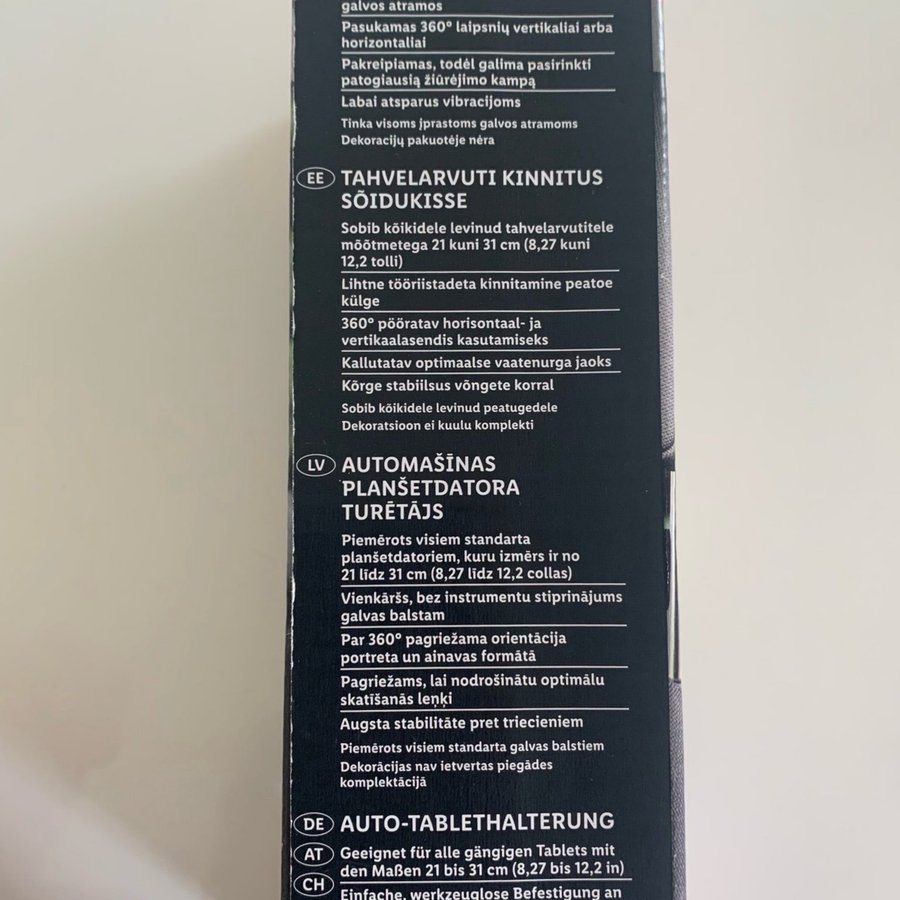 galvos atramos
Pasukamas 360° laipsnių vertikaliai arba
horizontaliai
Pakreipiamas, todėl galima pasirinkti
patogiausią žiūrėjimo kampą
Labai atsparus vibracijoms
Tinka visoms įprastoms galvos atramoms
Dekoracijų pakuotėje nėra
EE TAHVELARVUTI KINNITUS
SÕIDUKISSE
Sobib kõikidele levinud tahvelarvutitele
mõõtmetega 21 kuni 31 cm (8,27 kuni
12,2 tolli)
Lihtne tööriistadeta kinnitamine peatoe
külge
360° pööratav horisontaal- ja
vertikaalasendis kasutamiseks
Kallutatav optimaalse vaatenurga jaoks
Kõrge stabiilsus võngete korral
Sobib kõikidele levinud peatugedele
Dekoratsioon ei kuulu komplekti
LV AUTOMAŠĪNAS
PLANŠETDATORA
TURĒTĀJS
Piemērots visiem standarta
planšetdatoriem, kuru izmērs ir no
21 līdz 31 cm (8,27 līdz 12,2 collas)
Vienkāršs, bez instrumentu stiprinājums
galvas balstam
Par 360° pagriežama orientācija
portreta un ainavas formātā
Pagriežams, lai nodrošinātu optimālu
skatīšanās leņķi
Augsta stabilitāte pret triecieniem
Piemērots visiem standarta galvas balstiem
Dekorācijas nav ietvertas piegādes
komplektācijā
DE AUTO-TABLETHALTERUNG
AT Geeignet für alle gängigen Tablets mit
den Maßen 21 bis 31 cm (8,27 bis 12,2 in)
CH Einfache, werkzeuglose Befestigung an